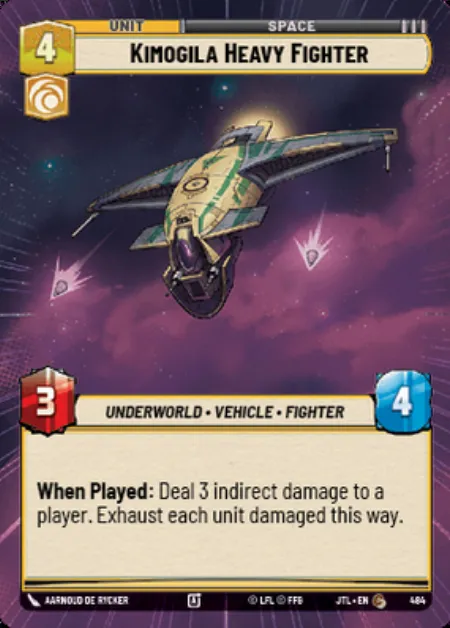 UNIT
SPACE
4
KIMOGILA HEAVY FIGHTER
3
UNDERWORLD • VEHICLE • FIGHTER
4
When Played: Deal 3 indirect damage to a
player. Exhaust each unit damaged this way.
AARNOUD DE RYCKER
© LFL © FFG
JTL • EN
484